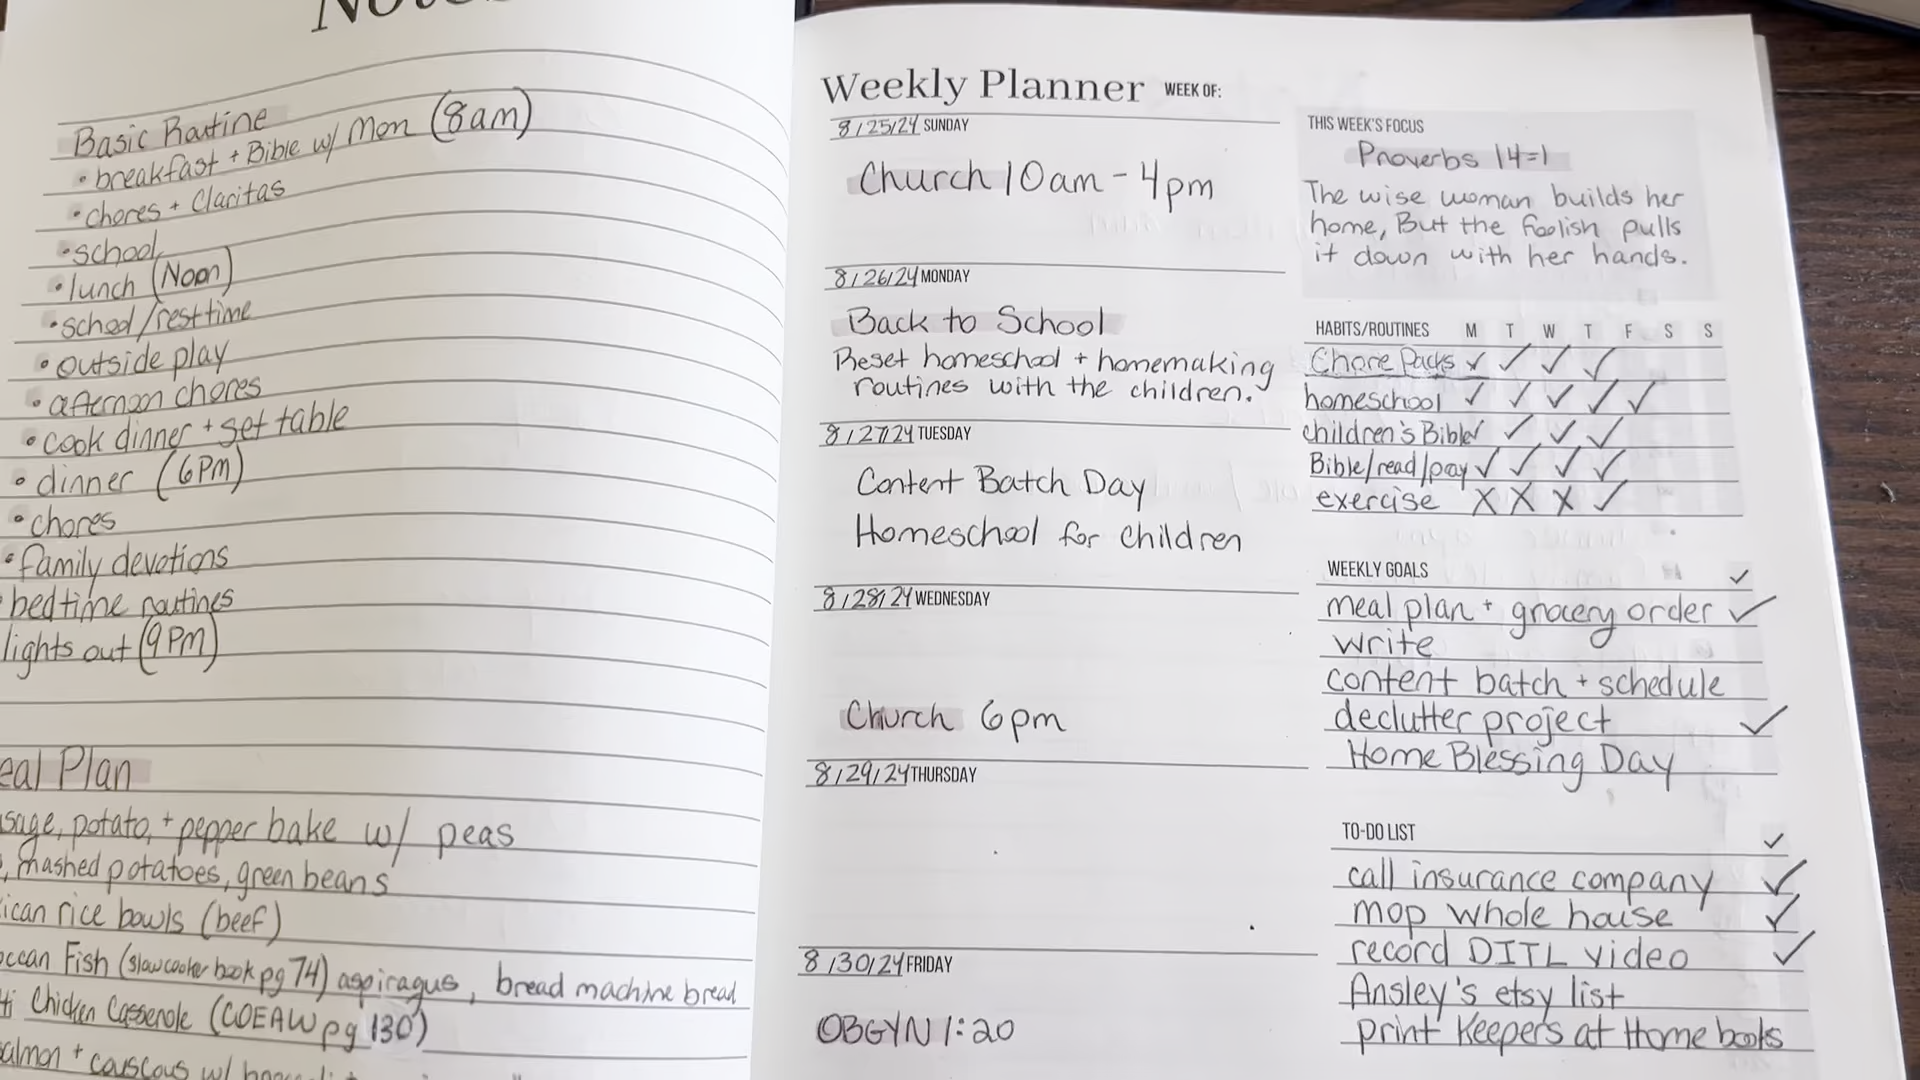 Notes
Basic Routine
• breakfast + Bible w/ Mom (8am)
• chores + Claritas
• school
• lunch (Noon)
• school/rest time
• outside play
• afternoon chores
• cook dinner + set table
• dinner (6pm)
• chores
• family devotions
bedtime routines
lights out (9pm)
eal Plan
sage, potato, + pepper bake w/ peas
, mashed potatoes, green beans
ican rice bowls (beef)
occan Fish (slowcooker book pg 74) aspiragus, bread machine bread
ti Chicken Casserole (COEAW pg 130)
almon + couscous w/
Weekly Planner WEEK OF:
8/25/24 SUNDAY
Church 10am - 4pm
8/26/24 MONDAY
Back to School
Reset homeschool + homemaking
routines with the children.
8/27/24 TUESDAY
Content Batch Day
Homeschool for children
8/28/24 WEDNESDAY
Church 6pm
8/29/24 THURSDAY
8/30/24 FRIDAY
OBGYN 1:20
THIS WEEK'S FOCUS
Proverbs 14=1
The wise woman builds her
home, But the foolish pulls
it down with her hands.
HABITS/ROUTINES M T W T F S S
Chore Packs ✓ ✓ ✓ ✓
homeschool ✓ ✓ ✓ ✓ ✓
children's Bible ✓ ✓ ✓ ✓
Bible/read/pray ✓ ✓ ✓ ✓
exercise X X X ✓
WEEKLY GOALS ✓
meal plan + grocery order ✓
write
content batch + schedule
declutter project ✓
Home Blessing Day
TO-DO LIST ✓
call insurance company ✓
mop whole house ✓
record DITL video ✓
Ansley's etsy list
print Keepers at Home books